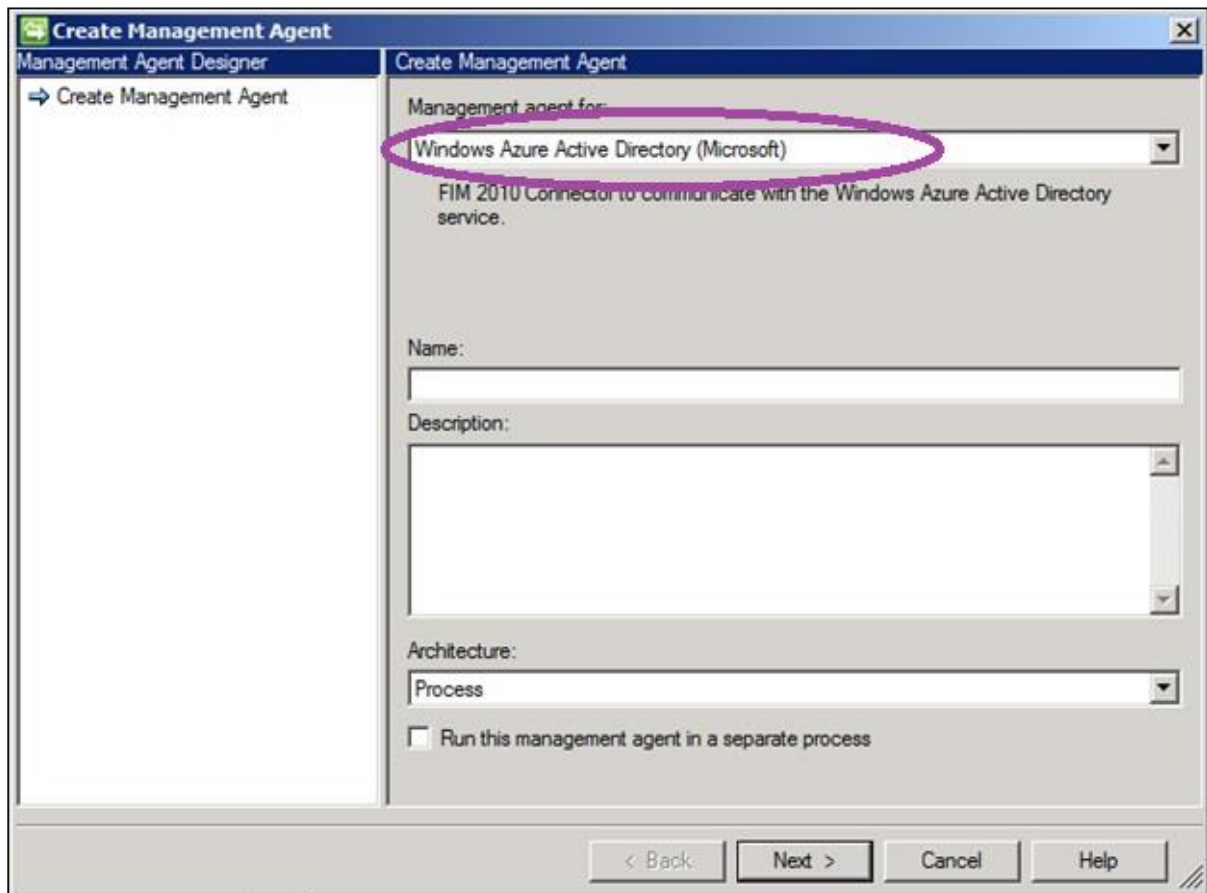 Create Management Agent
Management Agent Designer
Create Management Agent
Create Management Agent
Management agent for:
Windows Azure Active Directory (Microsoft)
FIM 2010 Connector to communicate with the Windows Azure Active Directory
service.
Name:
Description:
Architecture:
Process
Run this management agent in a separate process
< Back
Next >
Cancel
Help